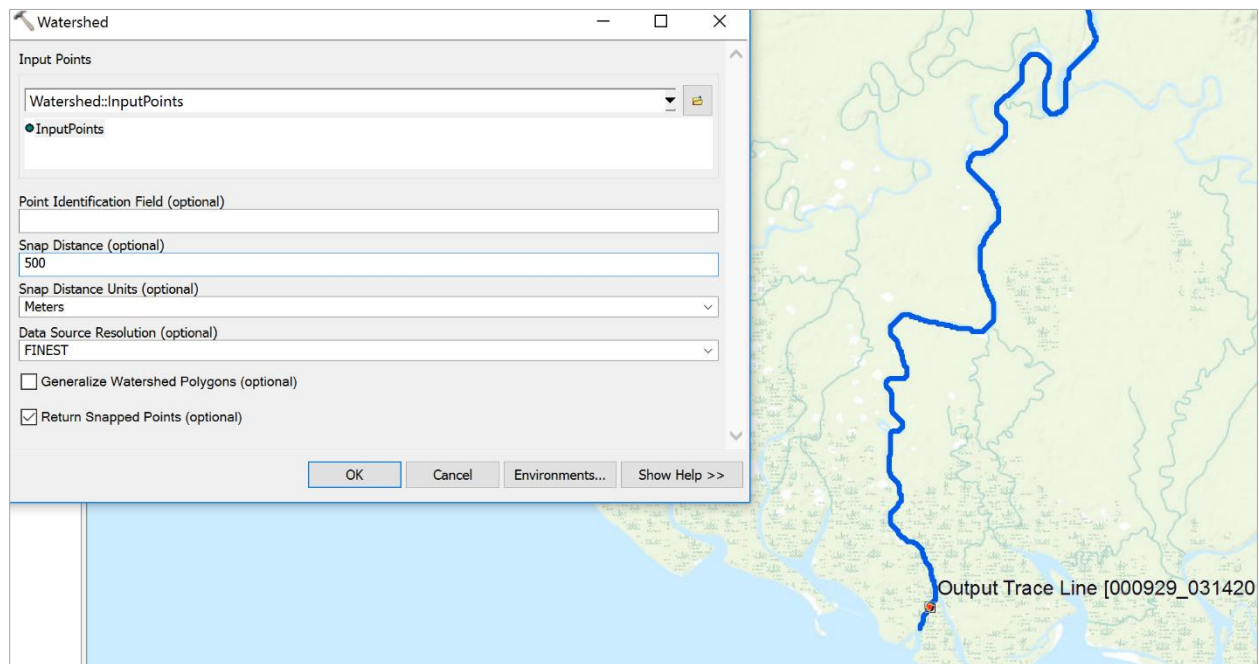 Watershed
Input Points
Watershed::InputPoints
InputPoints
Point Identification Field (optional)
Snap Distance (optional)
500
Snap Distance Units (optional)
Meters
Data Source Resolution (optional)
FINEST
Generalize Watershed Polygons (optional)
Return Snapped Points (optional)
OK Cancel Environments... Show Help >>
Output Trace Line [000929_031420